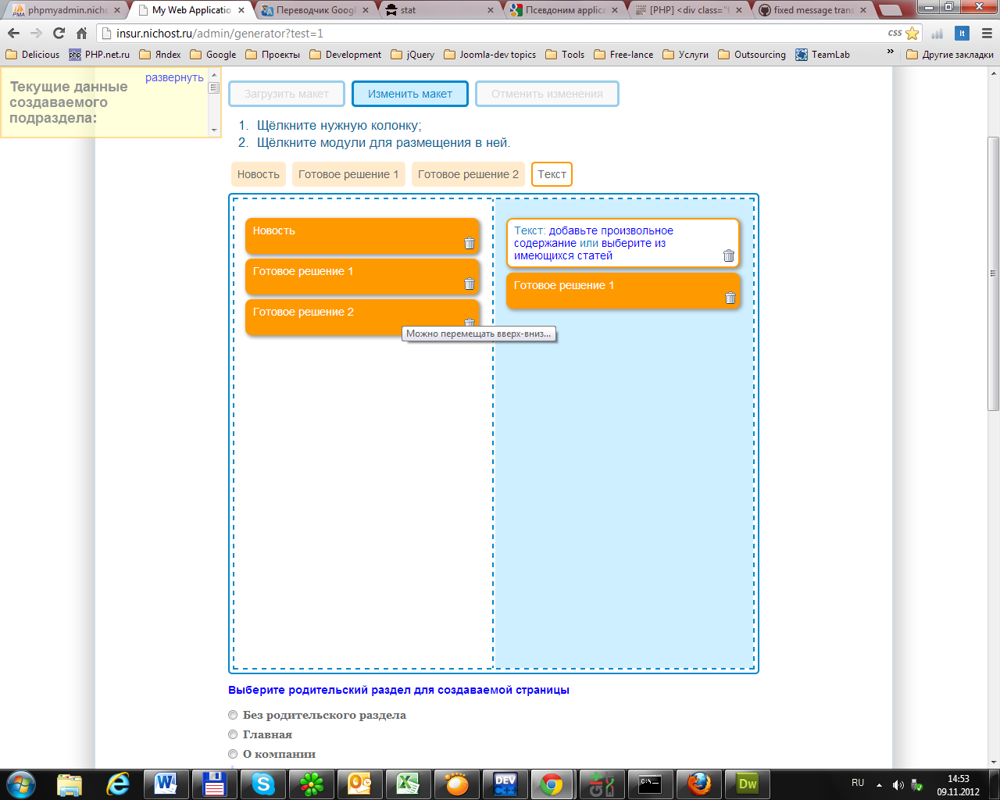 phpmyadmin.nicho
My Web Applicatio
Переводчик Googl
stat
Псевдоним applica
[PHP] <div class="f
fixed message trans
insur.nichost.ru/admin/generator?test=1
css
Delicious
PHP.net.ru
Яndex
Google
Проекты
Development
jQuery
Joomla-dev topics
Tools
Free-lance
Услуги
Outsourcing
TeamLab
»
Другие закладки
развернуть
Текущие данные
создаваемого
подраздела:
Загрузить макет
Изменить макет
Отменить изменения
1. Щёлкните нужную колонку;
2. Щёлкните модули для размещения в ней.
Новость
Готовое решение 1
Готовое решение 2
Текст
Новость
Готовое решение 1
Готовое решение 2
Можно перемещать вверх-вниз...
Текст: добавьте произвольное
содержание или выберите из
имеющихся статей
Готовое решение 1
Выберите родительский раздел для создаваемой страницы
Без родительского раздела
Главная
О компании
RU
14:53
09.11.2012
DEV
C:\
Dw